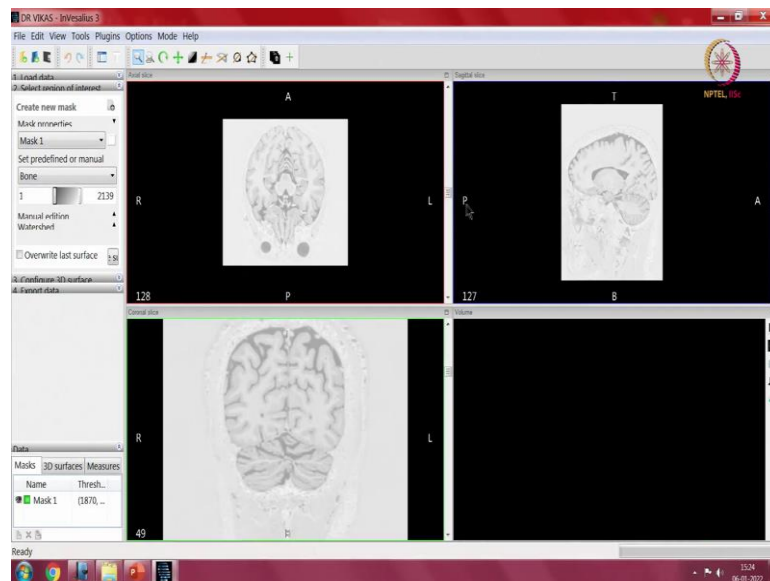 DR VIKAS - InVesalius 3
File Edit View Tools Plugins Options Mode Help
NPTEL, IISc
1. Load data
2. Select region of interest
Create new mask
Mask properties
Mask 1
Set predefined or manual
Bone
1 2139
Manual edition
Watershed
Overwrite last surface
3. Configure 3D surface
4. Export data
Data
Masks 3D surfaces Measures
Name Thresh...
Mask 1 (1870, ...
Axial slice
A
R L
128 P
Sagittal slice
T
P A
127 B
Coronal slice
R L
49
Volume
Ready
15:24
06-01-2022